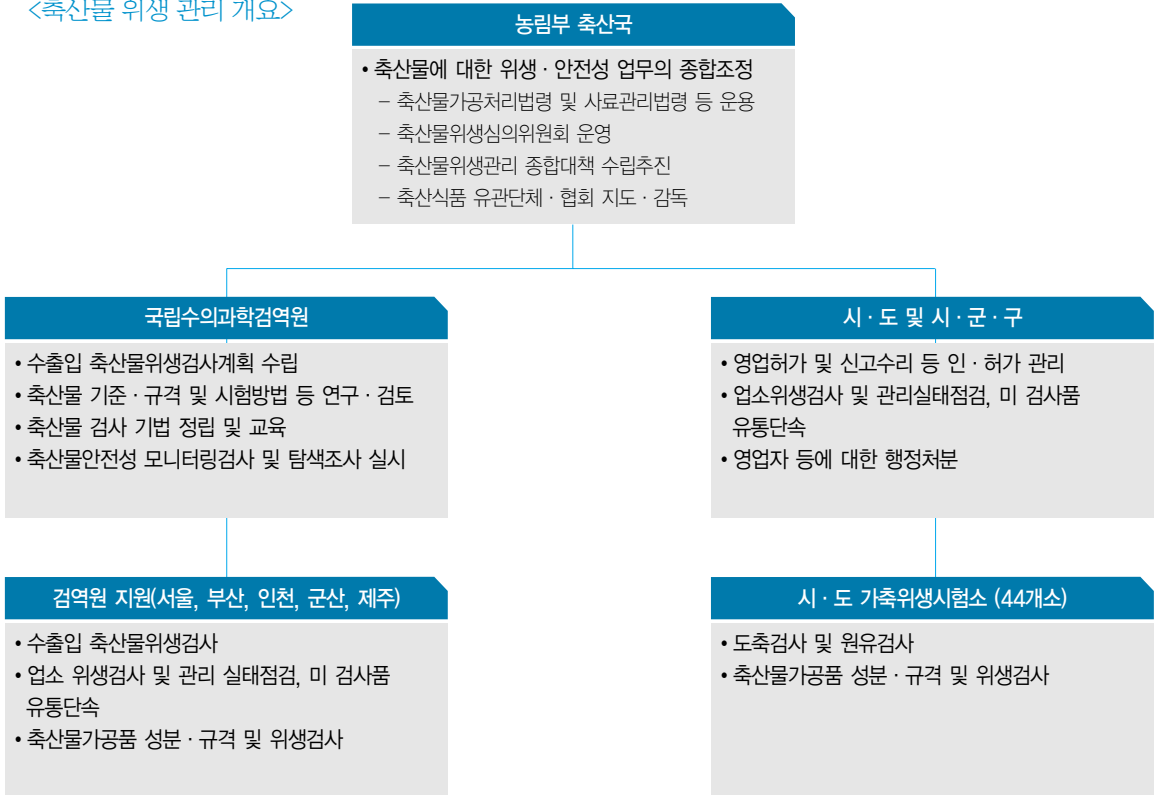 <축산물 위생 관리 개요>
농림부 축산국
• 축산물에 대한 위생 · 안전성 업무의 종합조정
– 축산물가공처리법령 및 사료관리법령 등 운용
– 축산물위생심의위원회 운영
– 축산물위생관리 종합대책 수립추진
– 축산식품 유관단체 · 협회 지도 · 감독
국립수의과학검역원
• 수출입 축산물위생검사계획 수립
• 축산물 기준 · 규격 및 시험방법 등 연구 · 검토
• 축산물 검사 기법 정립 및 교육
• 축산물안전성 모니터링검사 및 탐색조사 실시
시 · 도 및 시 · 군 · 구
• 영업허가 및 신고수리 등 인 · 허가 관리
• 업소위생검사 및 관리실태점검, 미 검사품
유통단속
• 영업자 등에 대한 행정처분
검역원 지원(서울, 부산, 인천, 군산, 제주)
• 수출입 축산물위생검사
• 업소 위생검사 및 관리 실태점검, 미 검사품
유통단속
• 축산물가공품 성분 · 규격 및 위생검사
시 · 도 가축위생시험소 (44개소)
• 도축검사 및 원유검사
• 축산물가공품 성분 · 규격 및 위생검사